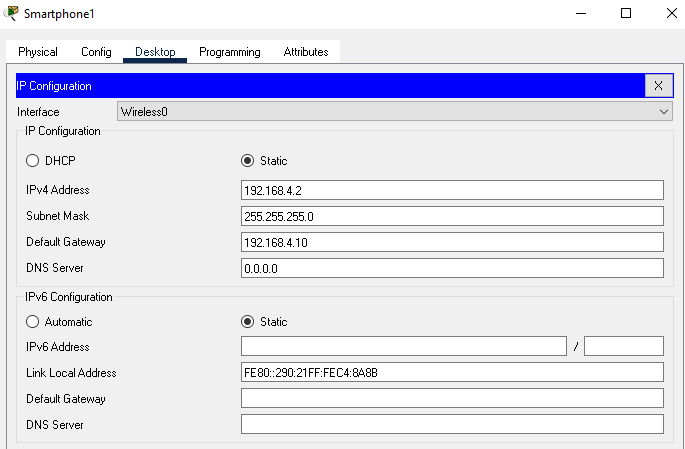 Smartphone1
Physical Config Desktop Programming Attributes
IP Configuration X
Interface Wireless0
IP Configuration
DHCP Static
IPv4 Address 192.168.4.2
Subnet Mask 255.255.255.0
Default Gateway 192.168.4.10
DNS Server 0.0.0.0
IPv6 Configuration
Automatic Static
IPv6 Address /
Link Local Address FE80::290:21FF:FEC4:8A8B
Default Gateway
DNS Server